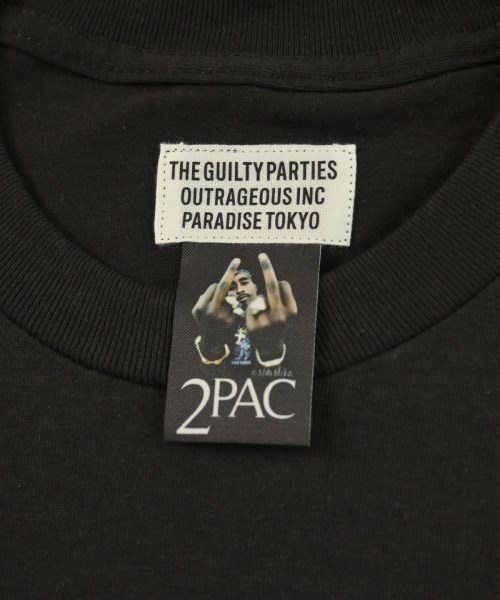 THE GUILTY PARTIES
OUTRAGEOUS INC
PARADISE TOKYO
2PAC